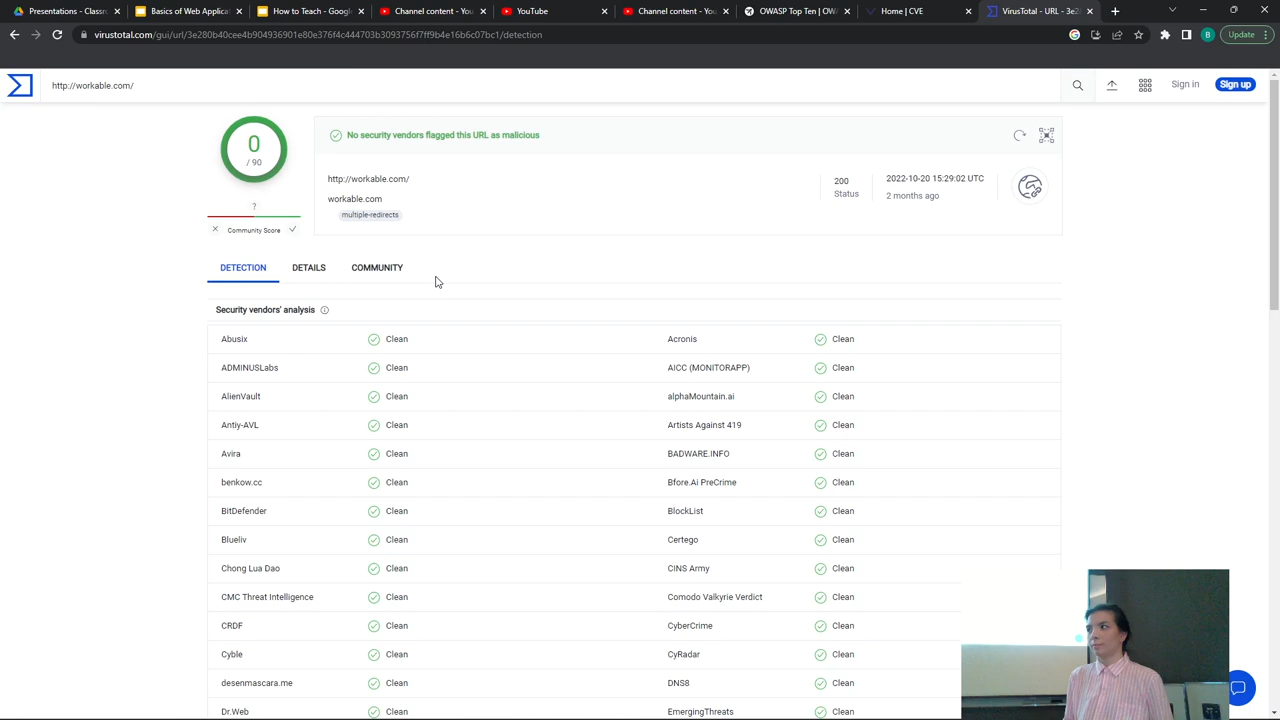 Presentations - Classro
Basics of Web Applicat
How to Teach - Google
Channel content - You
YouTube
Channel content - You
OWASP Top Ten | OWA
Home | CVE
VirusTotal - URL - 3e2
virustotal.com/gui/url/3e280b40cee4b904936901e80e376f4c444703b3093756f7ff9b4e16b6c07bc1/detection
B
Update
http://workable.com/
Sign in
Sign up
0
/ 90
?
Community Score
No security vendors flagged this URL as malicious
http://workable.com/
workable.com
multiple-redirects
200
Status
2022-10-20 15:29:02 UTC
2 months ago
DETECTION
DETAILS
COMMUNITY
Security vendors' analysis
Abusix Clean Acronis Clean
ADMINUSLabs Clean AICC (MONITORAPP) Clean
AlienVault Clean alphaMountain.ai Clean
Antiy-AVL Clean Artists Against 419 Clean
Avira Clean BADWARE.INFO Clean
benkow.cc Clean Bfore.Ai PreCrime Clean
BitDefender Clean BlockList Clean
Blueliv Clean Certego Clean
Chong Lua Dao Clean CINS Army Clean
CMC Threat Intelligence Clean Comodo Valkyrie Verdict Clean
CRDF Clean CyberCrime Clean
Cyble Clean CyRadar Clean
desenmascara.me Clean DNS8 Clean
Dr.Web Clean EmergingThreats Clean